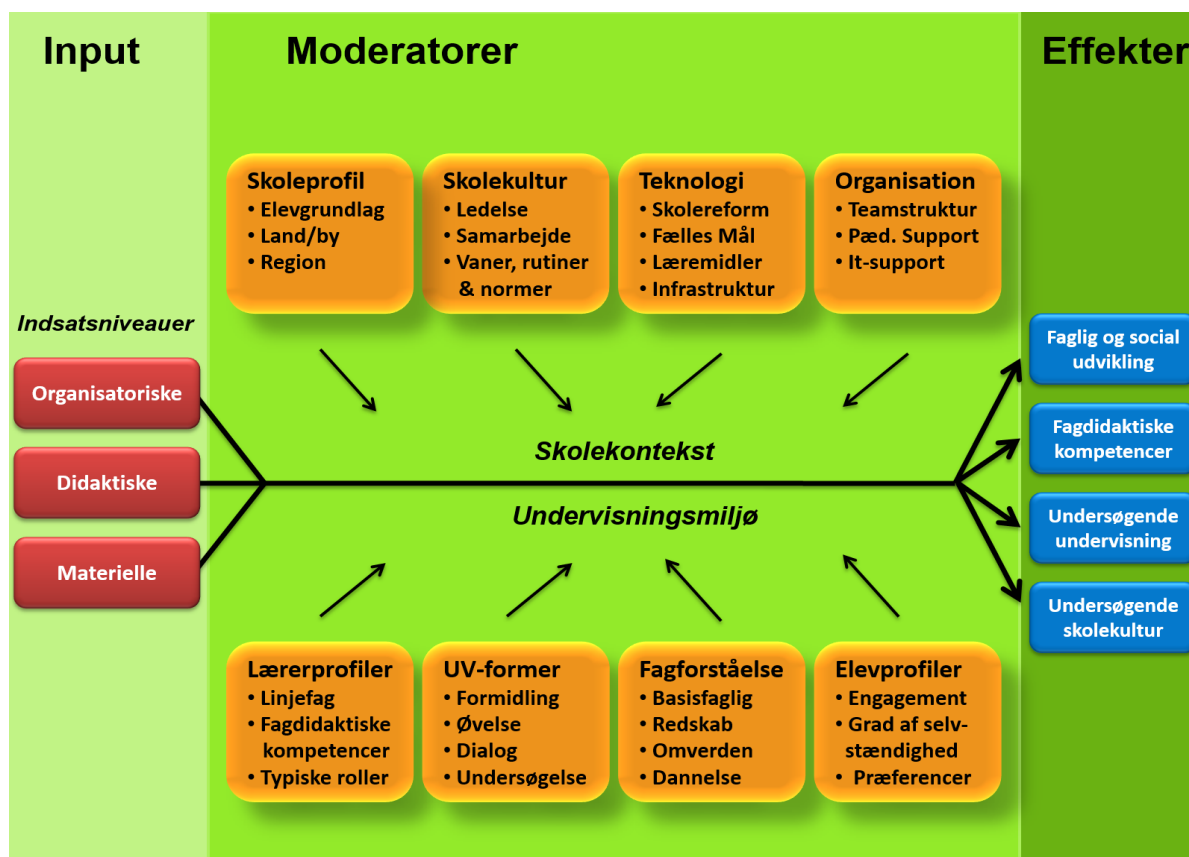 Input
Moderatorer
Effekter
Skoleprofil
• Elevgrundlag
• Land/by
• Region
Skolekultur
• Ledelse
• Samarbejde
• Vaner, rutiner
& normer
Teknologi
• Skolereform
• Fælles Mål
• Læremidler
• Infrastruktur
Organisation
• Teamstruktur
• Pæd. Support
• It-support
Indsatsniveauer
Organisatoriske
Didaktiske
Materielle
Skolekontekst
Undervisningsmiljø
Faglig og social
udvikling
Fagdidaktiske
kompetencer
Undersøgende
undervisning
Undersøgende
skolekultur
Lærerprofiler
• Linjefag
• Fagdidaktiske
kompetencer
• Typiske roller
UV-former
• Formidling
• Øvelse
• Dialog
• Undersøgelse
Fagforståelse
• Basisfaglig
• Redskab
• Omverden
• Dannelse
Elevprofiler
• Engagement
• Grad af selv-
stændighed
• Præferencer